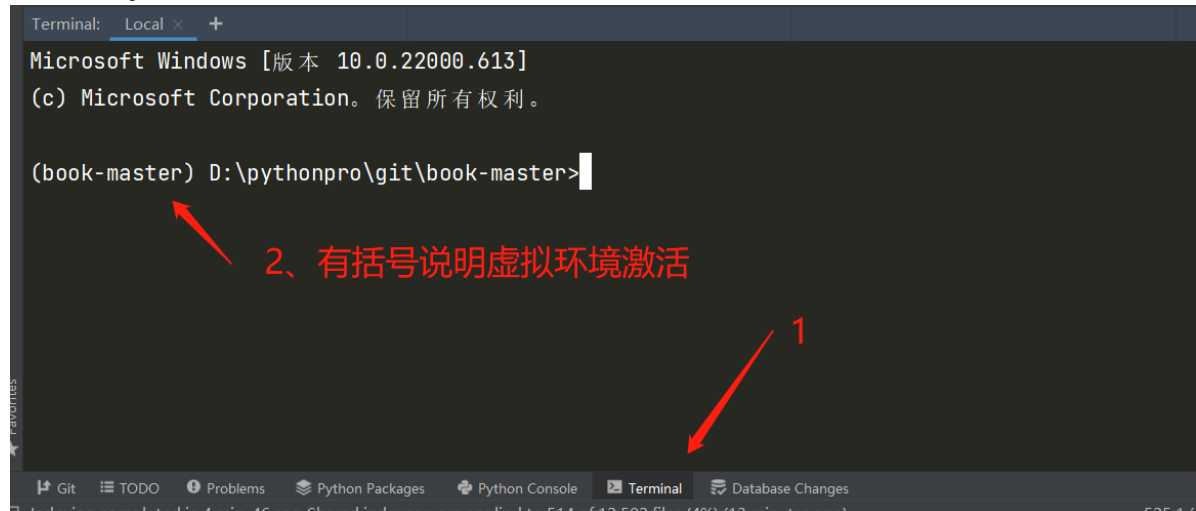 Terminal: Local × +
Microsoft Windows [版本 10.0.22000.613]
(c) Microsoft Corporation。保留所有权利。
(book-master) D:\pythonpro\git\book-master>
2、有括号说明虚拟环境激活
1
Favorites
Git TODO Problems Python Packages Python Console Terminal Database Changes